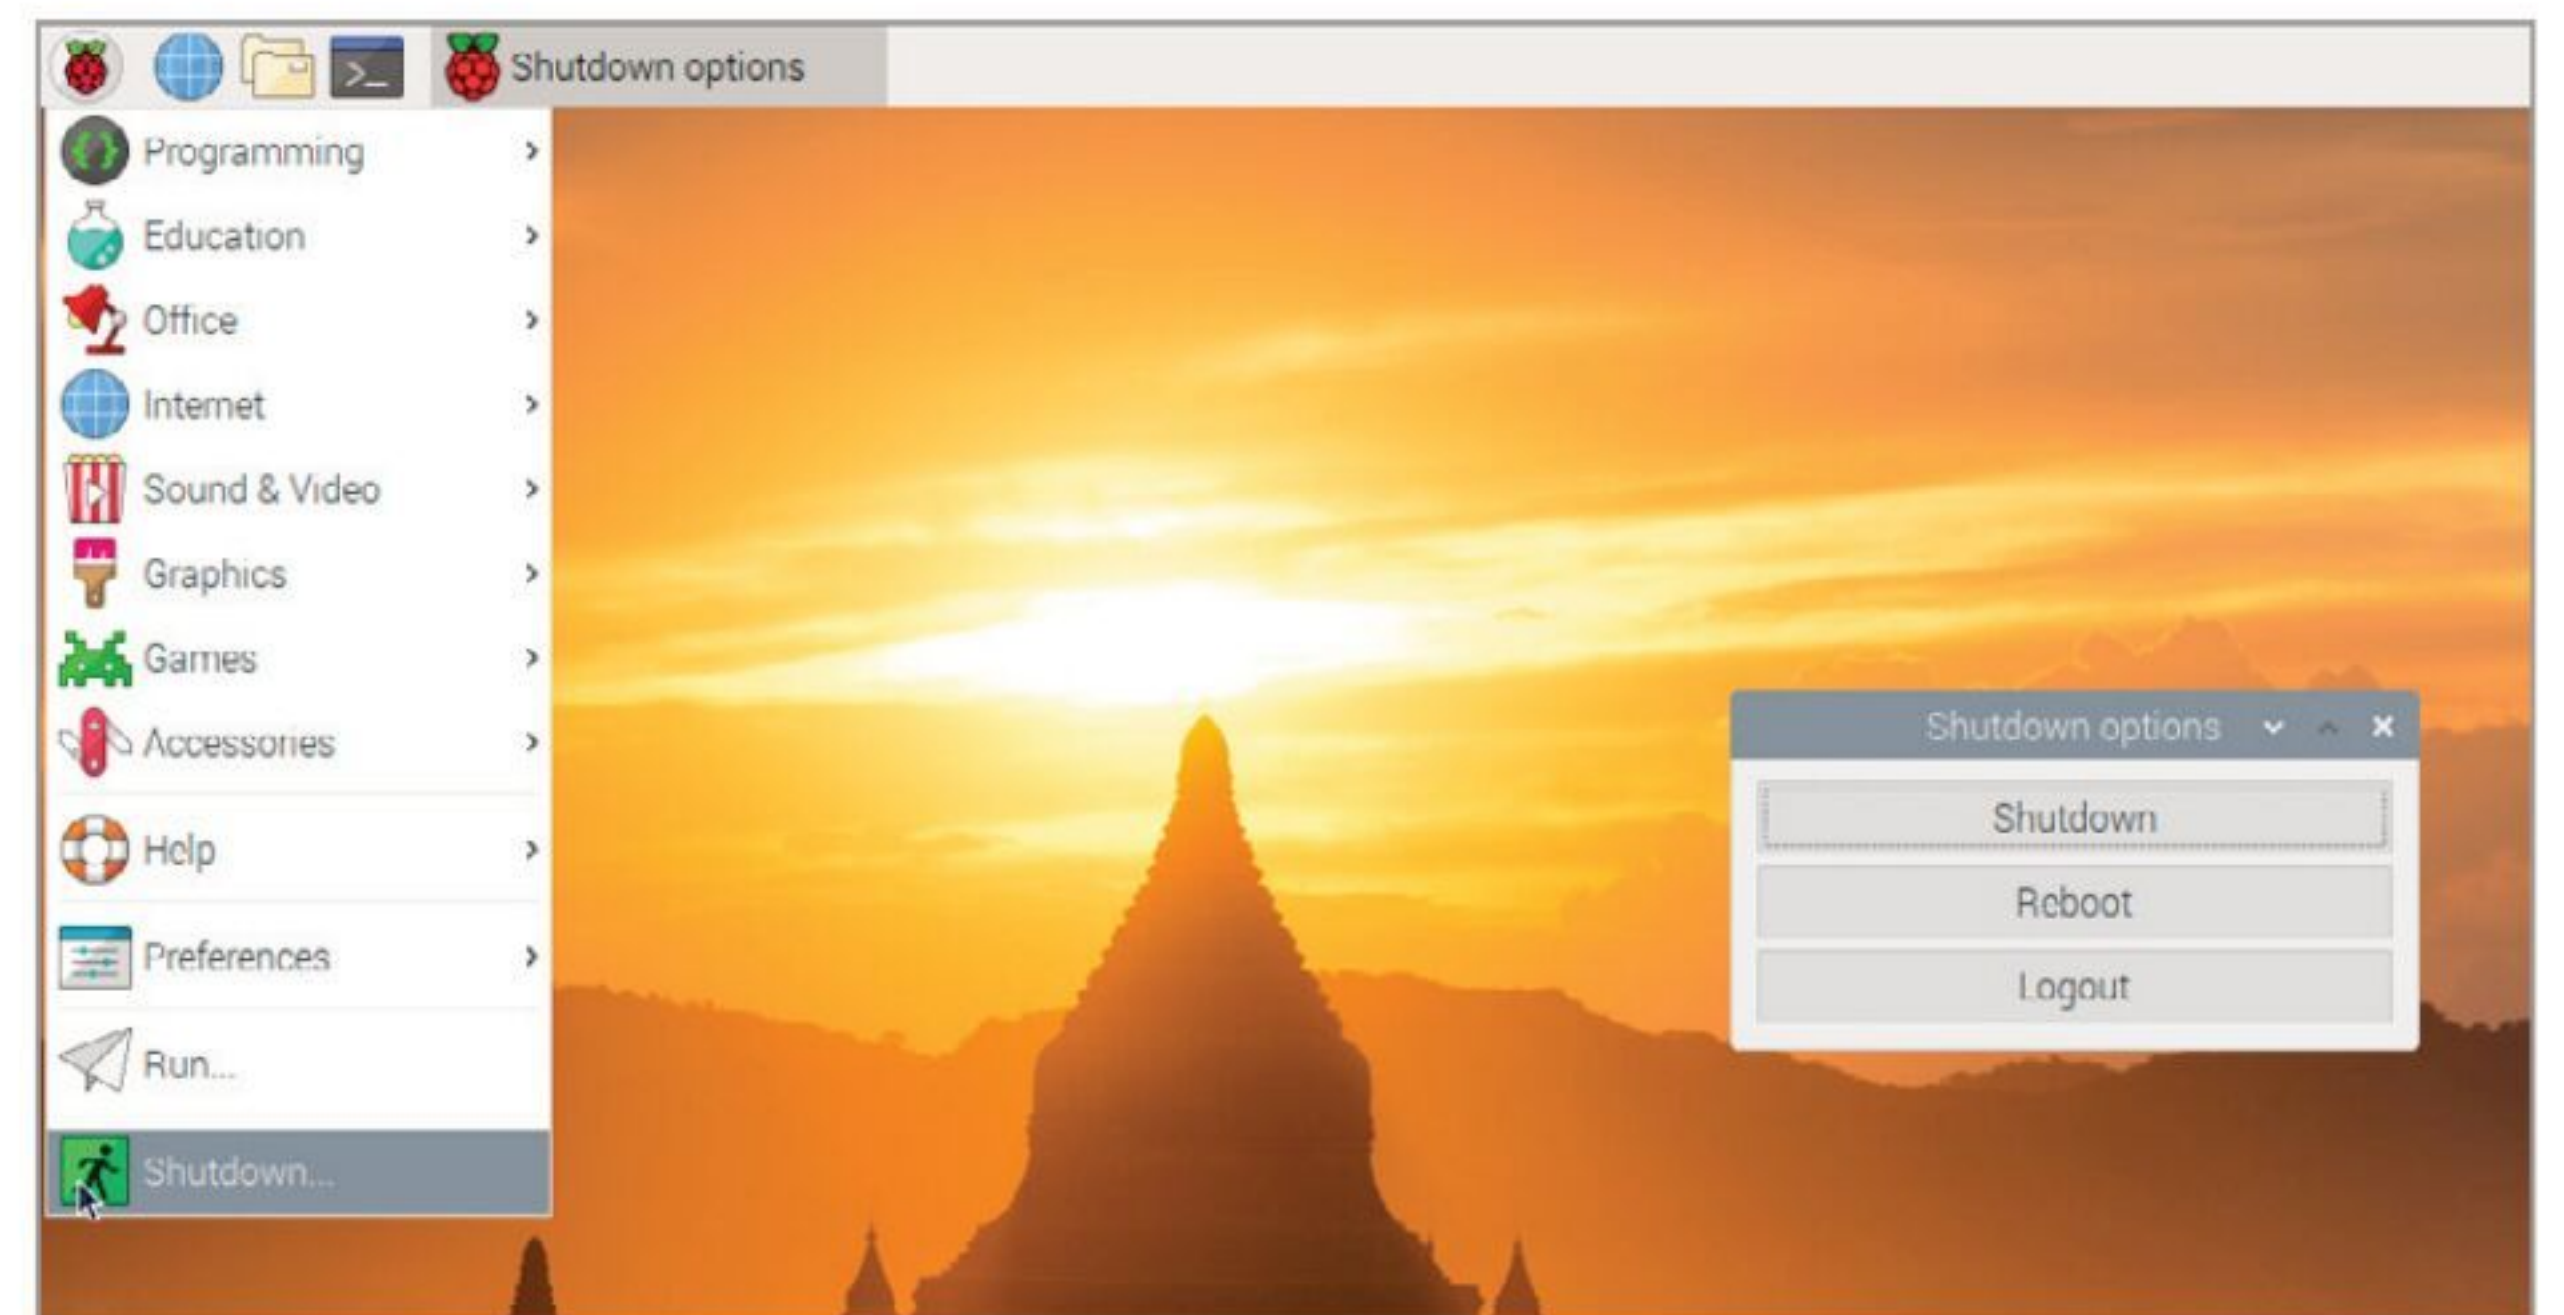 Shutdown options
Programming
Education
Office
Internet
Sound & Video
Graphics
Games
Accessories
Help
Preferences
Run...
Shutdown...
Shutdown options
Shutdown
Reboot
Logout